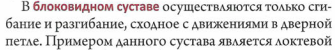 В блоковидном суставе осуществляются только сги-
бание и разгибание, сходное с движениями в дверной
петле. Примером данного сустава является локтевой